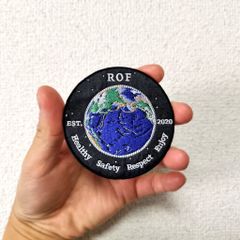 ROF
EST. 2020
Healthy Safety Respect Enjoy